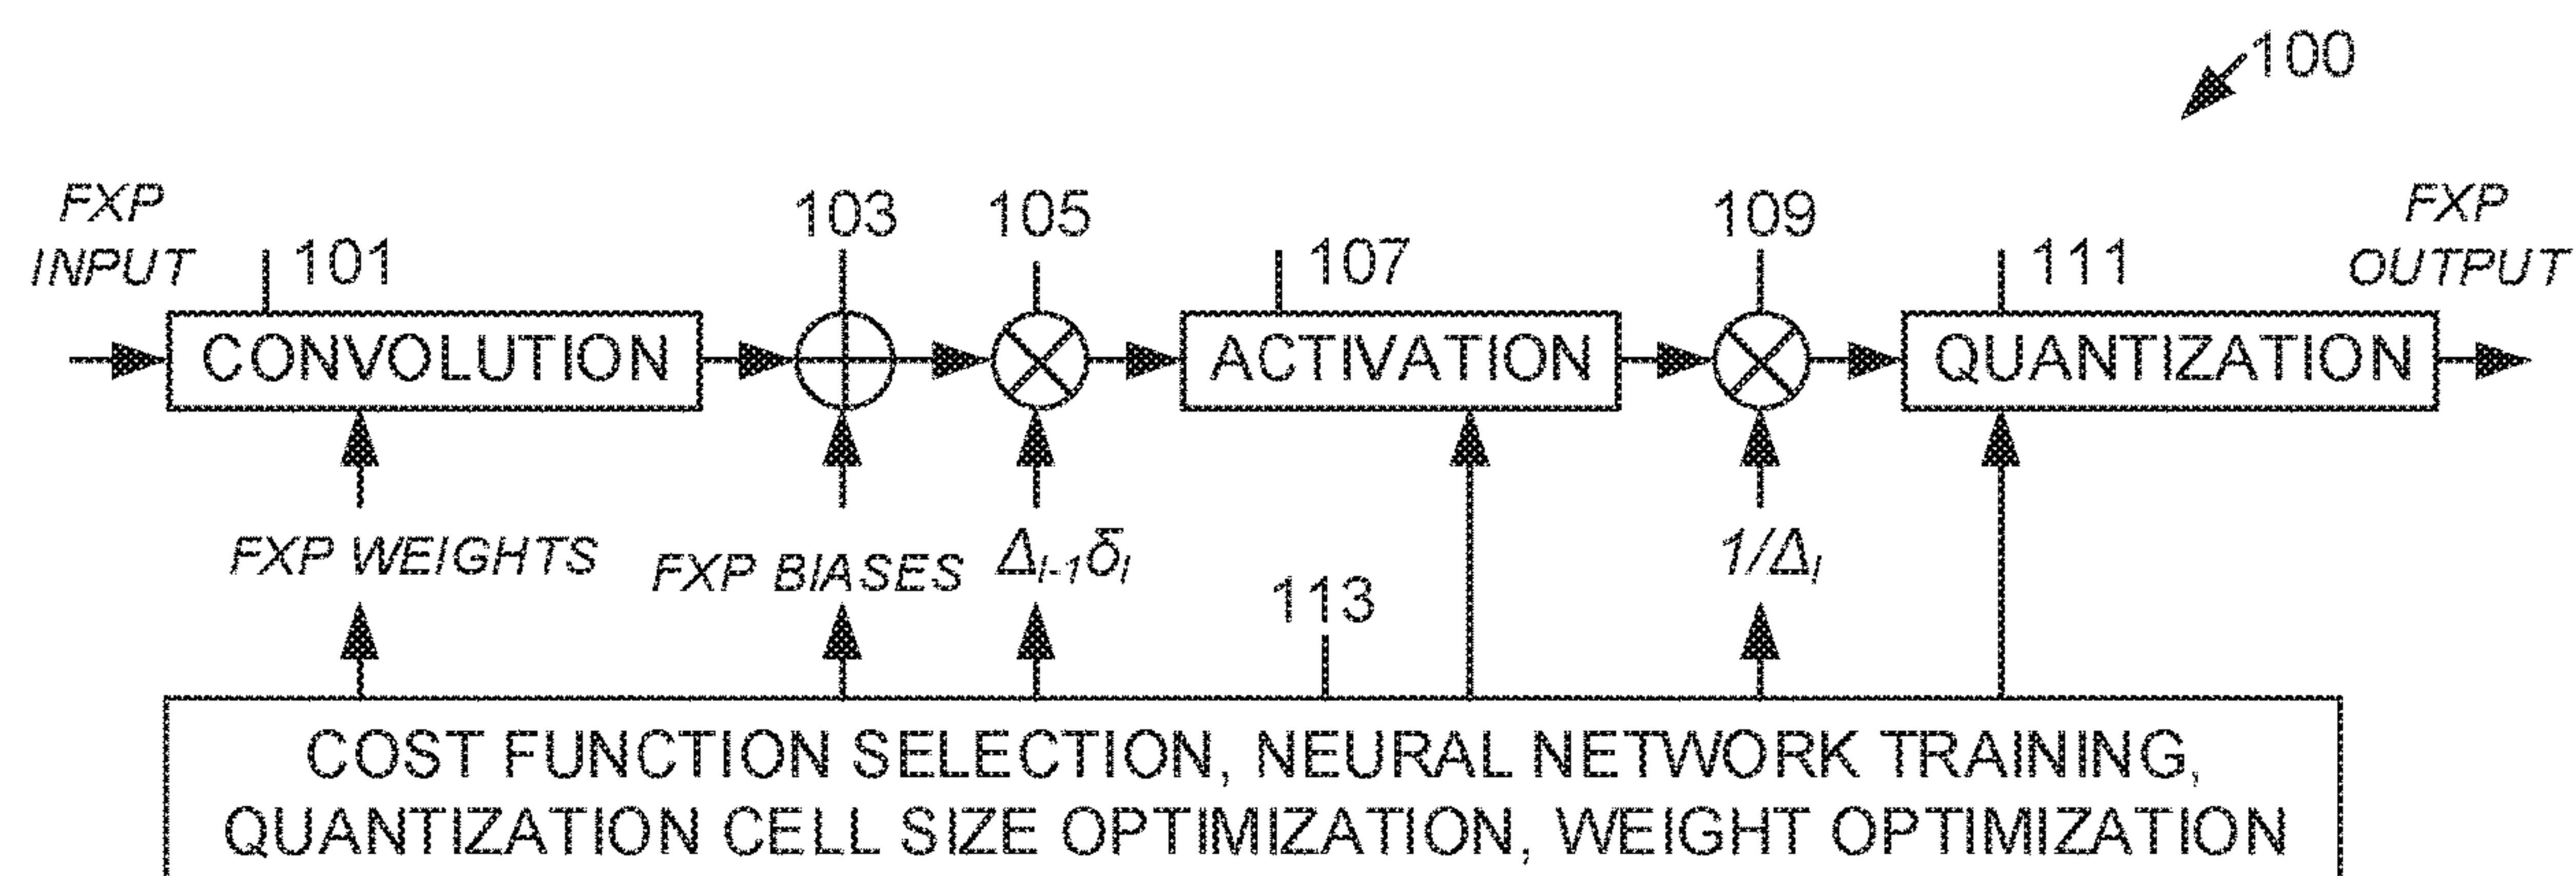 100
FXP
INPUT
101
103
105
107
109
111
FXP
OUTPUT
CONVOLUTION
ACTIVATION
QUANTIZATION
FXP WEIGHTS
FXP BIASES
Δl-1δl
113
1/Δl
COST FUNCTION SELECTION, NEURAL NETWORK TRAINING,
QUANTIZATION CELL SIZE OPTIMIZATION, WEIGHT OPTIMIZATION